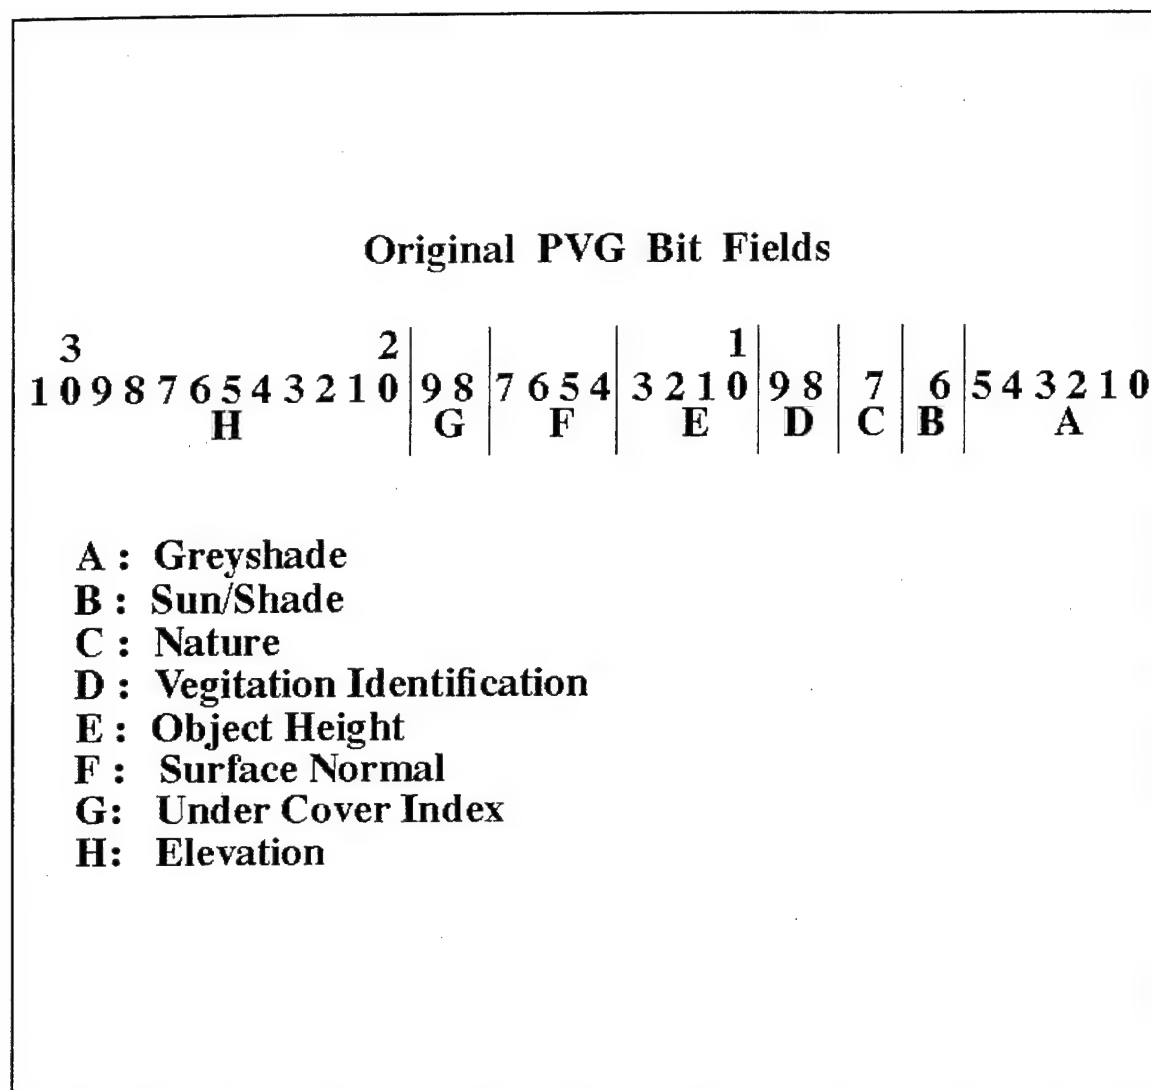 Original PVG Bit Fields
3 2 1
1 0 9 8 7 6 5 4 3 2 1 0 9 8 7 6 5 4 3 2 1 0 9 8 7 6 5 4 3 2 1 0
H G F E D C B A
A : Greyshade
B : Sun/Shade
C : Nature
D : Vegitation Identification
E : Object Height
F : Surface Normal
G: Under Cover Index
H: Elevation